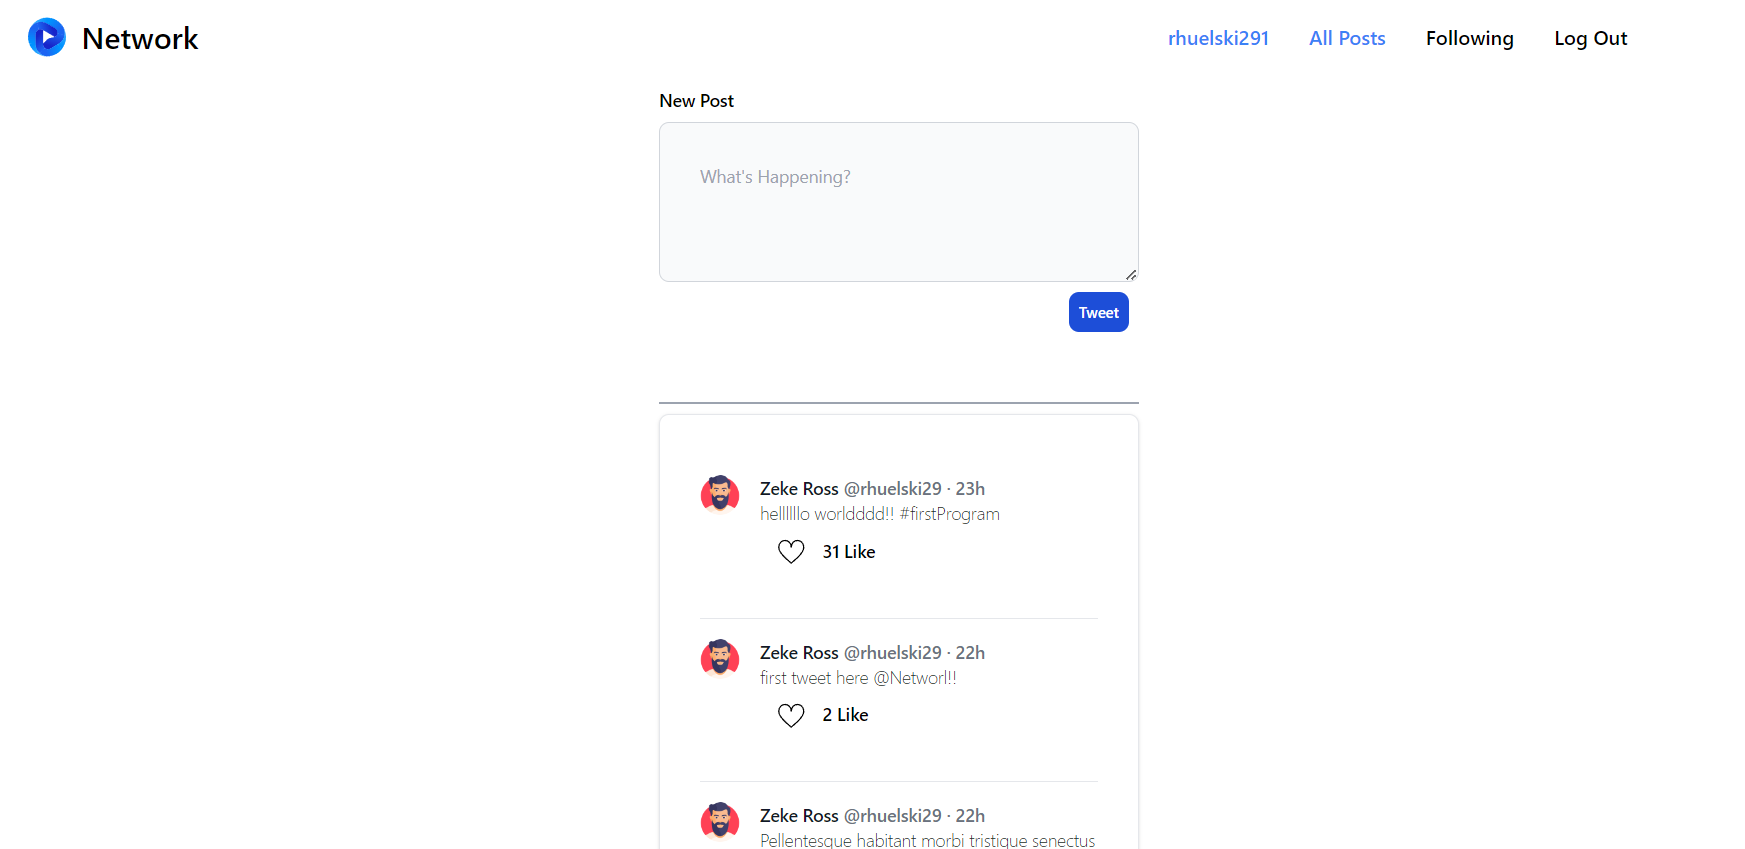 Network
rhuelski291 All Posts Following Log Out
New Post
What's Happening?
Tweet
Zeke Ross @rhuelski29 · 23h
helllllo worldddd!! #firstProgram
31 Like
Zeke Ross @rhuelski29 · 22h
first tweet here @Networl!!
2 Like
Zeke Ross @rhuelski29 · 22h
Pellentesque habitant morbi tristique senectus